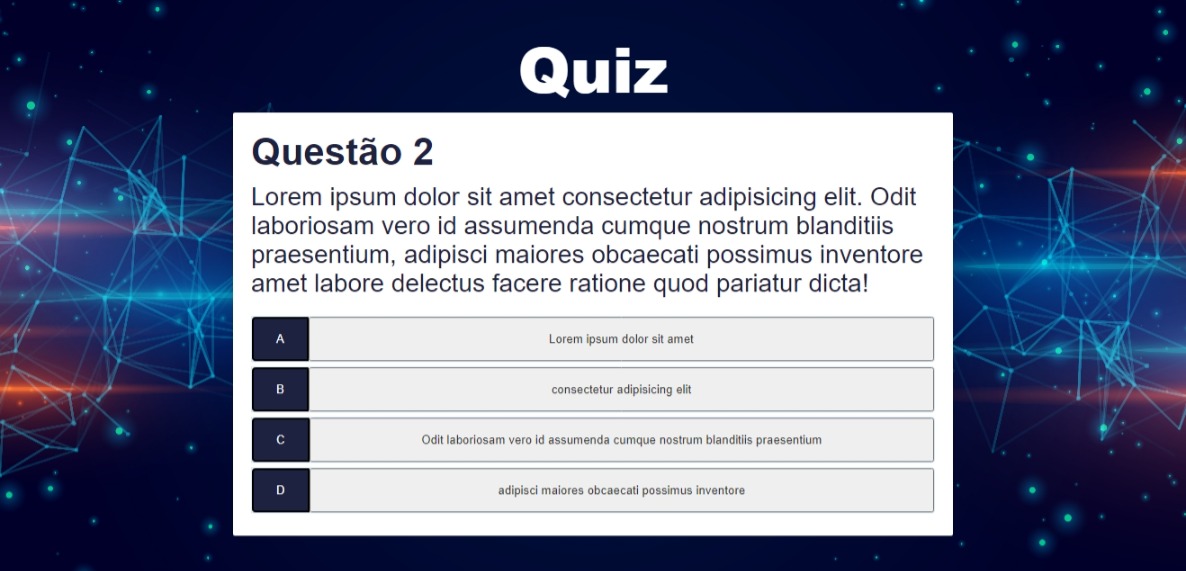 Quiz
Questão 2
Lorem ipsum dolor sit amet consectetur adipisicing elit. Odit
laboriosam vero id assumenda cumque nostrum blanditiis
praesentium, adipisci maiores obcaecati possimus inventore
amet labore delectus facere ratione quod pariatur dicta!
A Lorem ipsum dolor sit amet
B consectetur adipisicing elit
C Odit laboriosam vero id assumenda cumque nostrum blanditiis praesentium
D adipisci maiores obcaecati possimus inventore